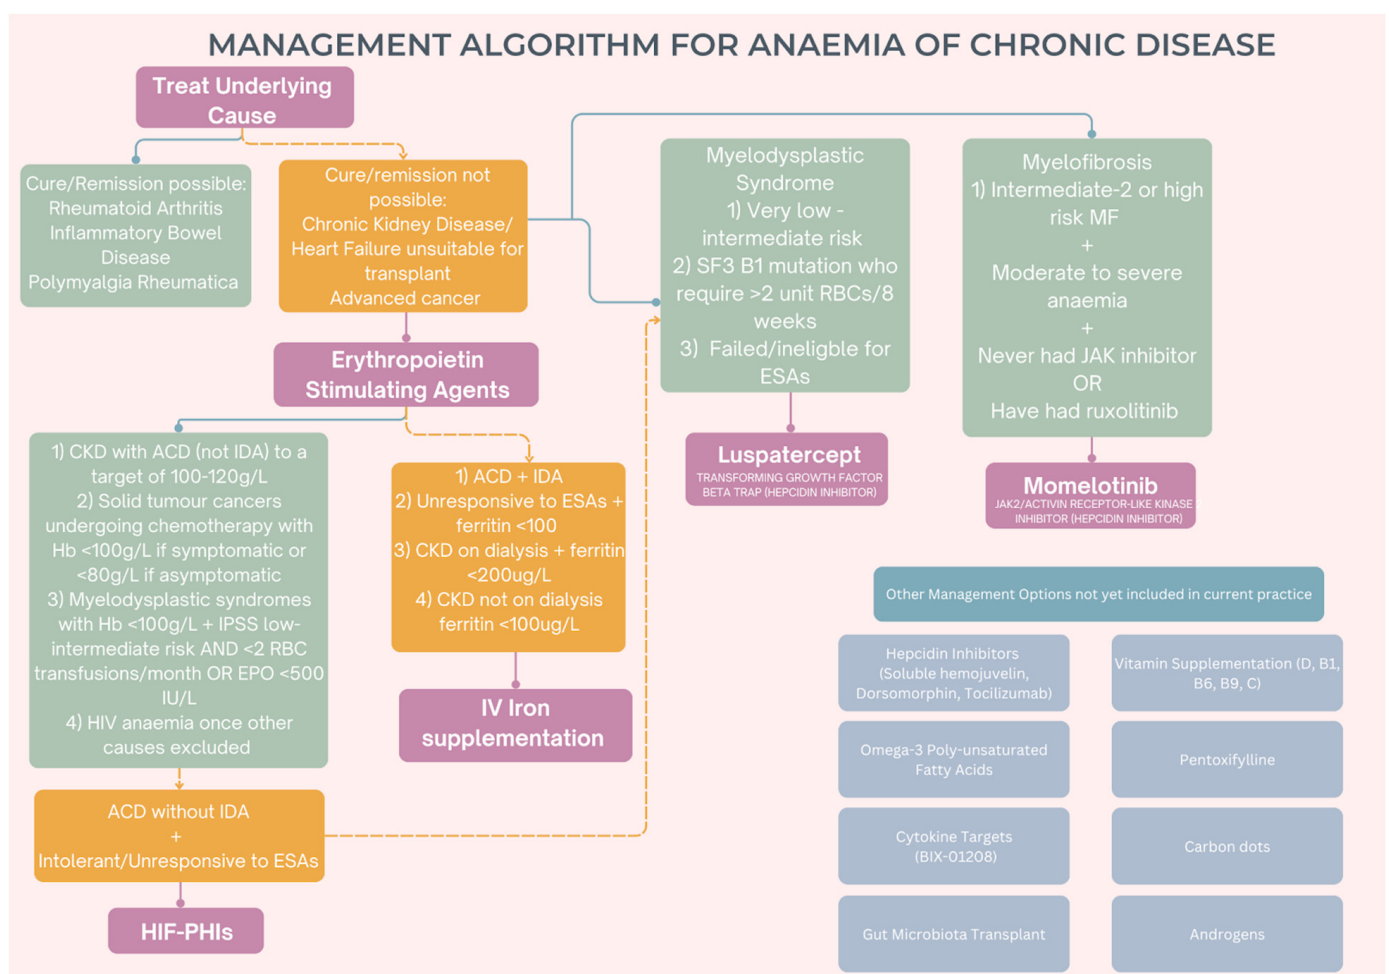 MANAGEMENT ALGORITHM FOR ANAEMIA OF CHRONIC DISEASE
Treat Underlying
Cause
Cure/Remission possible:
Rheumatoid Arthritis
Inflammatory Bowel
Disease
Polymyalgia Rheumatica
Cure/remission not
possible:
Chronic Kidney Disease/
Heart Failure unsuitable for
transplant
Advanced cancer
Erythropoietin
Stimulating Agents
1) CKD with ACD (not IDA) to a
target of 100-120g/L
2) Solid tumour cancers
undergoing chemotherapy with
Hb <100g/L if symptomatic or
<80g/L if asymptomatic
3) Myelodysplastic syndromes
with Hb <100g/L + IPSS low-
intermediate risk AND <2 RBC
transfusions/month OR EPO <500
IU/L
4) HIV anaemia once other
causes excluded
1) ACD + IDA
2) Unresponsive to ESAs +
ferritin <100
3) CKD on dialysis + ferritin
<200ug/L
4) CKD not on dialysis
ferritin <100ug/L
IV Iron
supplementation
ACD without IDA
+
Intolerant/Unresponsive to ESAs
HIF-PHIs
Myelodysplastic
Syndrome
1) Very low -
intermediate risk
2) SF3 B1 mutation who
require >2 unit RBCs/8
weeks
3) Failed/ineligble for
ESAs
Luspatercept
TRANSFORMING GROWTH FACTOR
BETA TRAP (HEPCIDIN INHIBITOR)
Myelofibrosis
1) Intermediate-2 or high
risk MF
+
Moderate to severe
anaemia
+
Never had JAK inhibitor
OR
Have had ruxolitinib
Momelotinib
JAK2/ACTIVIN RECEPTOR-LIKE KINASE 2
INHIBITOR (HEPCIDIN INHIBITOR)
Other Management Options not yet included in current practice
Hepcidin Inhibitors
(Soluble hemojuvelin,
Dorsomorphin, Tocilizumab)
Vitamin Supplementation (D, B1,
B6, B9, C)
Omega-3 Poly-unsaturated
Fatty Acids
Pentoxifylline
Cytokine Targets
(BIX-01208)
Carbon dots
Gut Microbiota Transplant
Androgens